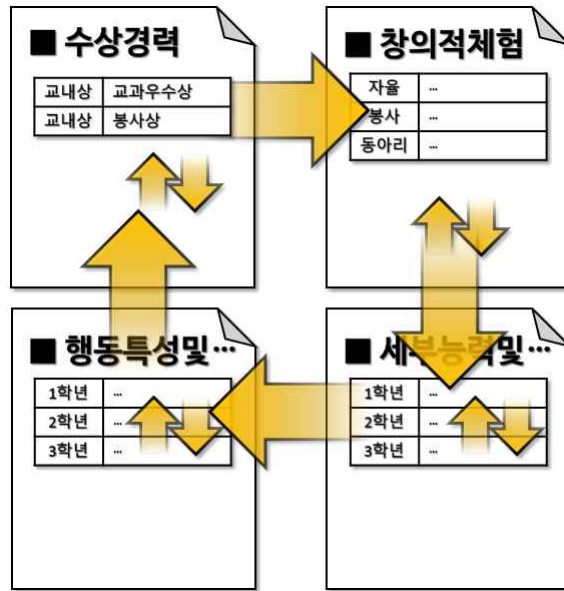 ■ 수상경력
교내상 교과우수상
교내상 봉사상
■ 창의적체험
자율 …
봉사 …
동아리 …
■ 행동특성및…
1학년 …
2학년 …
3학년 …
■ 세부능력및…
1학년 …
2학년 …
3학년 …